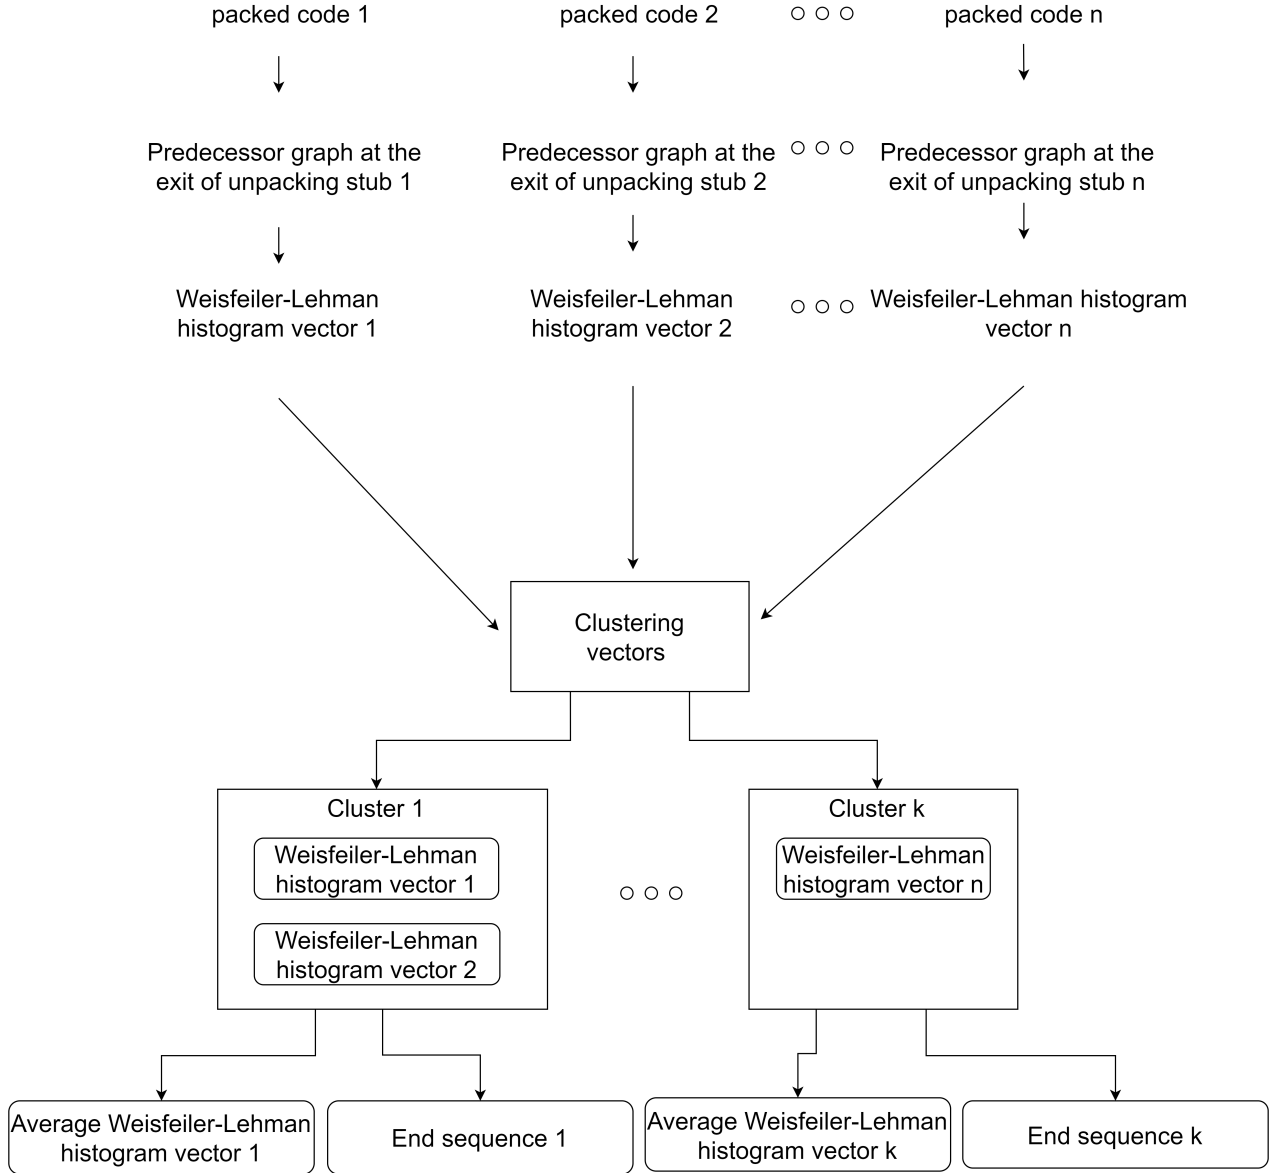 packed code 1
packed code 2
packed code n
Predecessor graph at the
exit of unpacking stub 1
Predecessor graph at the
exit of unpacking stub 2
Predecessor graph at the
exit of unpacking stub n
Weisfeiler-Lehman
histogram vector 1
Weisfeiler-Lehman
histogram vector 2
Weisfeiler-Lehman histogram
vector n
Clustering
vectors
Cluster 1
Weisfeiler-Lehman
histogram vector 1
Weisfeiler-Lehman
histogram vector 2
Cluster k
Weisfeiler-Lehman
histogram vector n
Average Weisfeiler-Lehman
histogram vector 1
End sequence 1
Average Weisfeiler-Lehman
histogram vector k
End sequence k